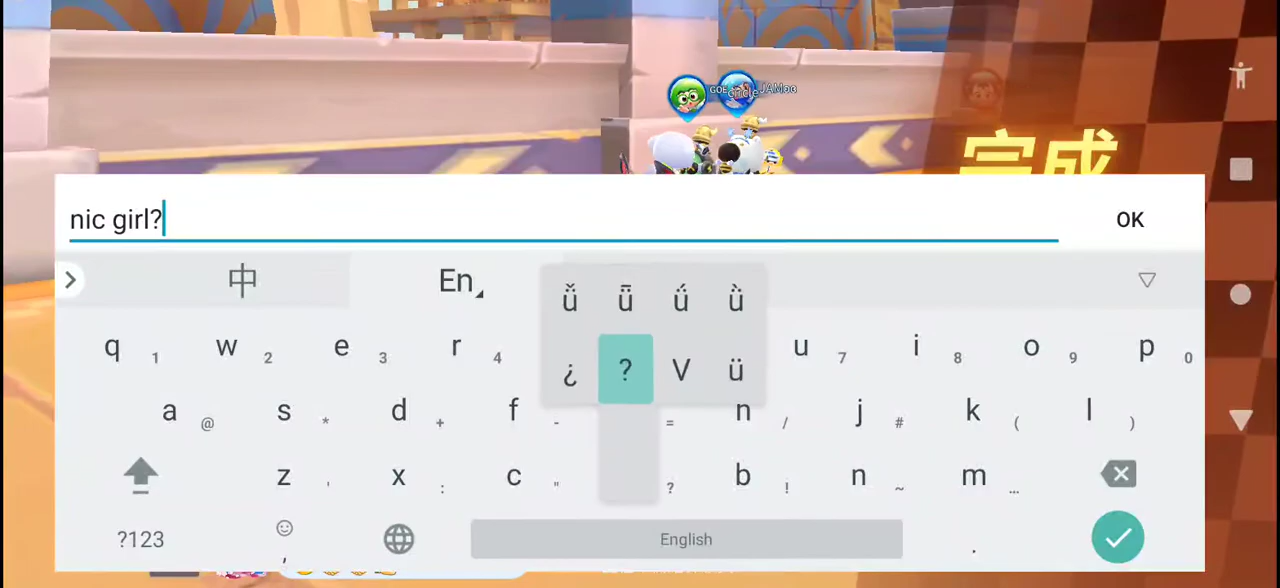 JAMoo
完成
nic girl?
OK
中
En
ǚ ǖ ǘ ǜ
¿ ? V ü
q 1 w 2 e 3 r 4 u 7 i 8 o 9 p 0
a @ s * d + f - = n / j # k ( l )
z ' x : c " ? b ! n ~ m …
?123 , English .